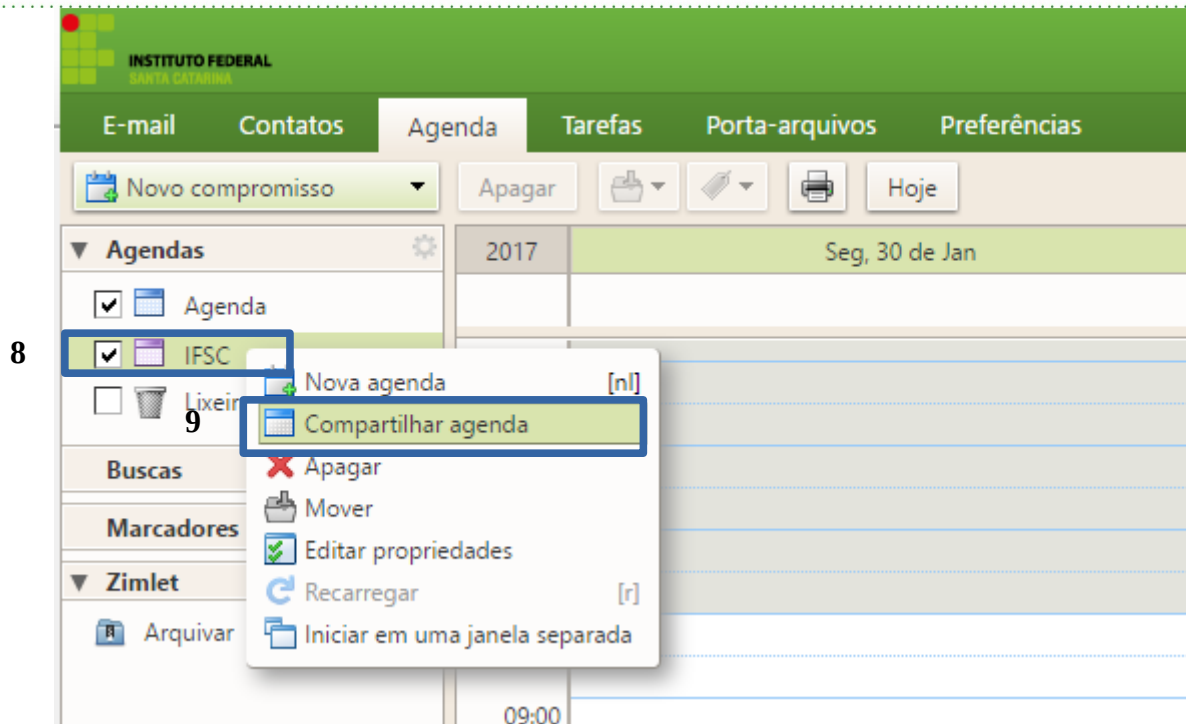 INSTITUTO FEDERAL
SANTA CATARINA
E-mail Contatos Agenda Tarefas Porta-arquivos Preferências
Novo compromisso Apagar Hoje
Agendas 2017 Seg, 30 de Jan
Agenda
8 IFSC
Nova agenda [nl]
Lixeir
9 Compartilhar agenda
Buscas Apagar
Mover
Marcadores
Editar propriedades
Zimlet Recarregar [r]
Arquivar Iniciar em uma janela separada
09:00